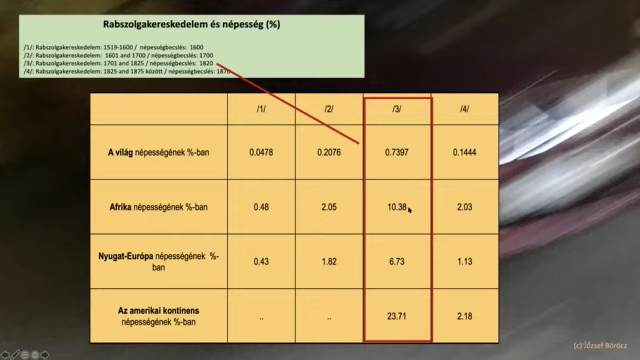 Rabszolgakereskedelem és népesség (%)
/1/: Rabszolgakereskedelem: 1519-1600 / népességbecslés: 1600
/2/: Rabszolgakereskedelem: 1601 and 1700 / népességbecslés: 1700
/3/: Rabszolgakereskedelem: 1701 and 1825 / népességbecslés: 1820
/4/: Rabszolgakereskedelem: 1825 and 1875 között / népességbecslés:
/1/ /2/ /3/ /4/
A világ népességének %-ban 0.0478 0.2076 0.7397 0.1444
Afrika népességének %-ban 0.48 2.05 10.38 2.03
Nyugat-Európa népességének %-
ban 0.43 1.82 6.73 1.13
Az amerikai kontinens
népességének %-ban .. .. 23.71 2.18
(c) József Böröcz